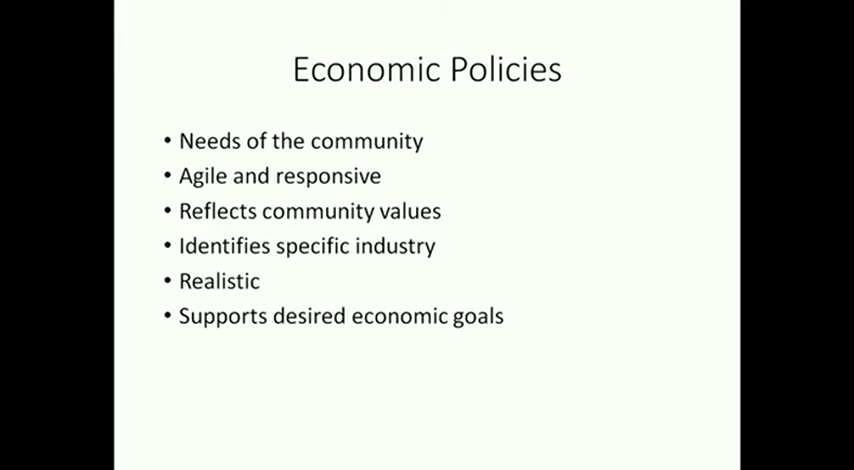 Economic Policies
• Needs of the community
• Agile and responsive
• Reflects community values
• Identifies specific industry
• Realistic
• Supports desired economic goals